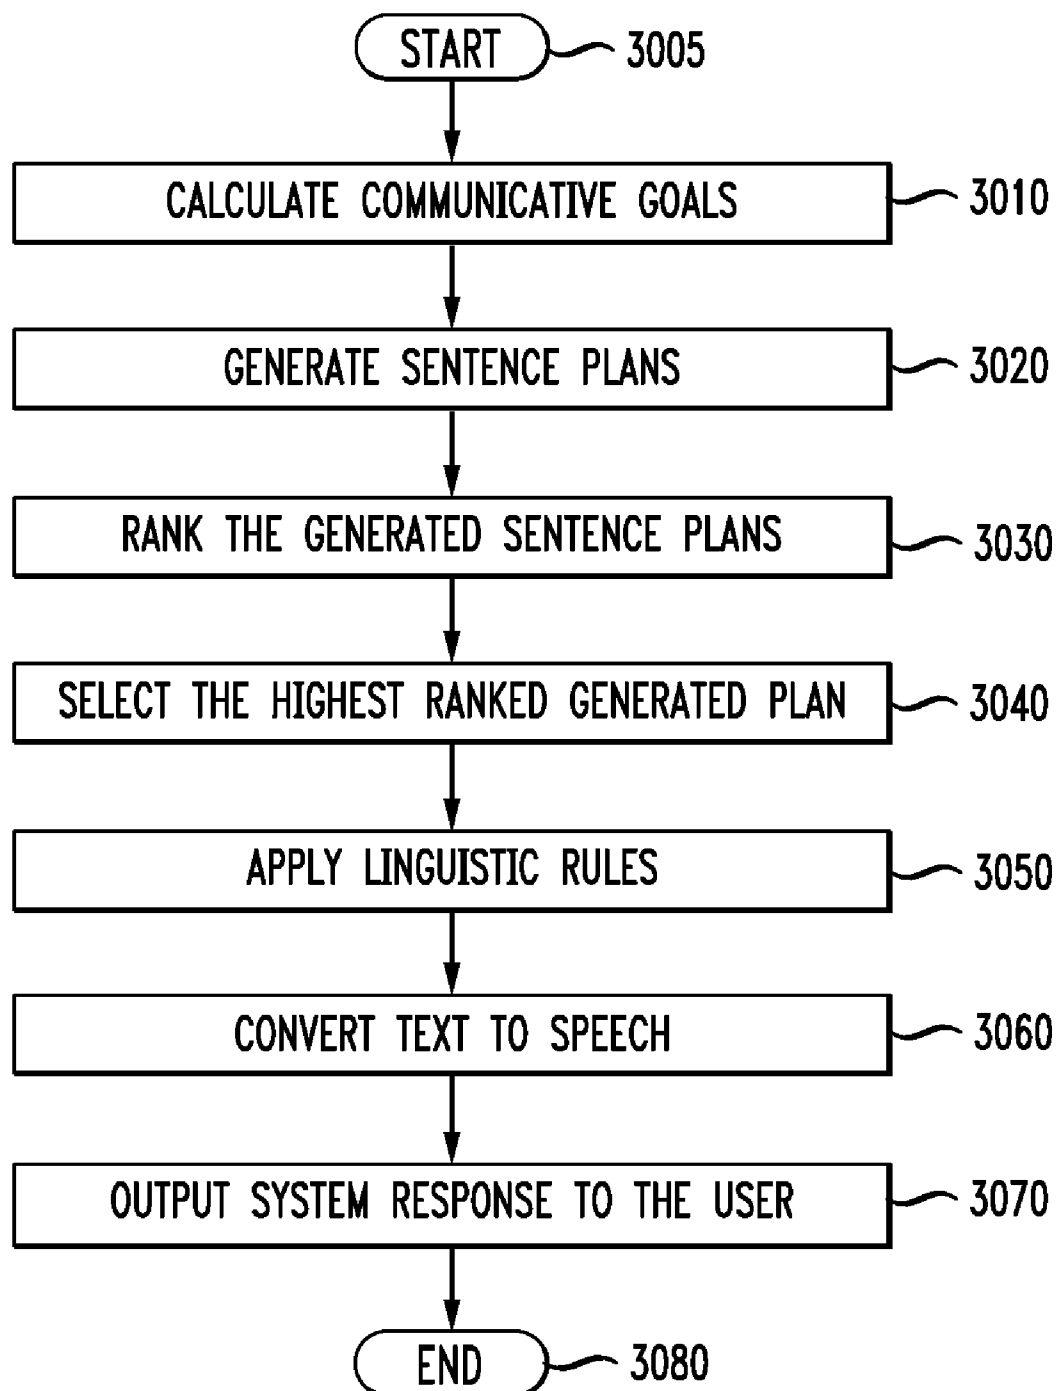 START 3005
CALCULATE COMMUNICATIVE GOALS 3010
GENERATE SENTENCE PLANS 3020
RANK THE GENERATED SENTENCE PLANS 3030
SELECT THE HIGHEST RANKED GENERATED PLAN 3040
APPLY LINGUISTIC RULES 3050
CONVERT TEXT TO SPEECH 3060
OUTPUT SYSTEM RESPONSE TO THE USER 3070
END 3080